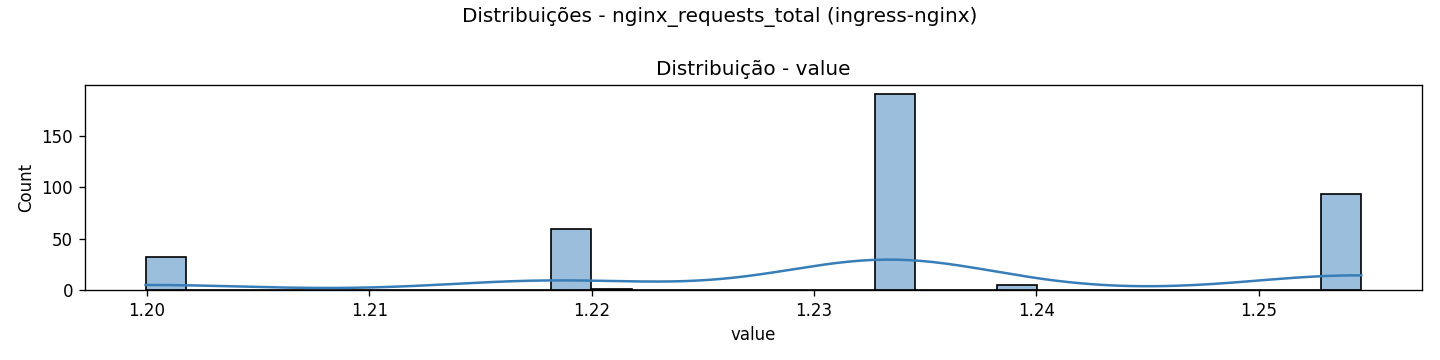 Distribuições - nginx_requests_total (ingress-nginx)
Distribuição - value
Count
150
100
50
0
1.20 1.21 1.22 1.23 1.24 1.25
value